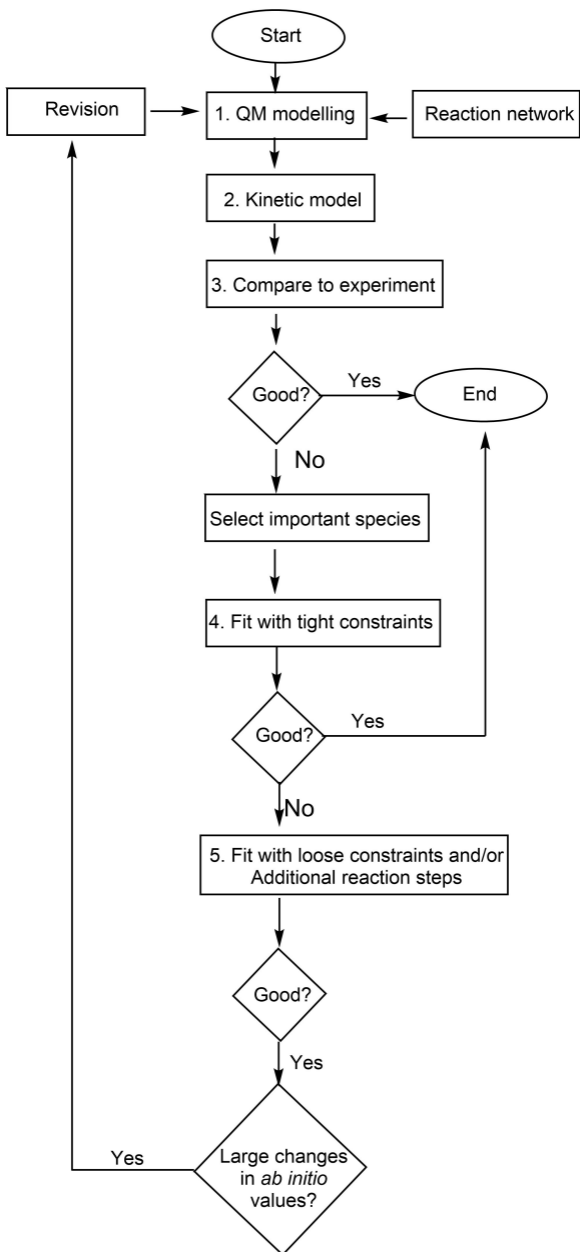 Start
Revision
1. QM modelling
Reaction network
2. Kinetic model
3. Compare to experiment
Good?
Yes
End
No
Select important species
4. Fit with tight constraints
Good?
Yes
No
5. Fit with loose constraints and/or
Additional reaction steps
Good?
Yes
Yes
Large changes
in ab initio
values?